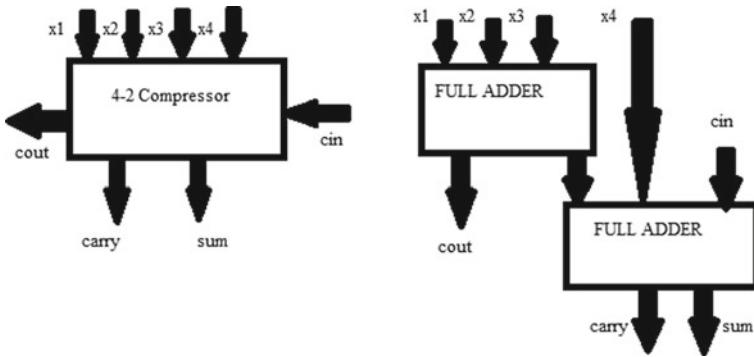 x1 x2 x3 x4
4-2 Compressor
cout
cin
carry sum
x1 x2 x3 x4
FULL ADDER
cin
cout
FULL ADDER
carry sum